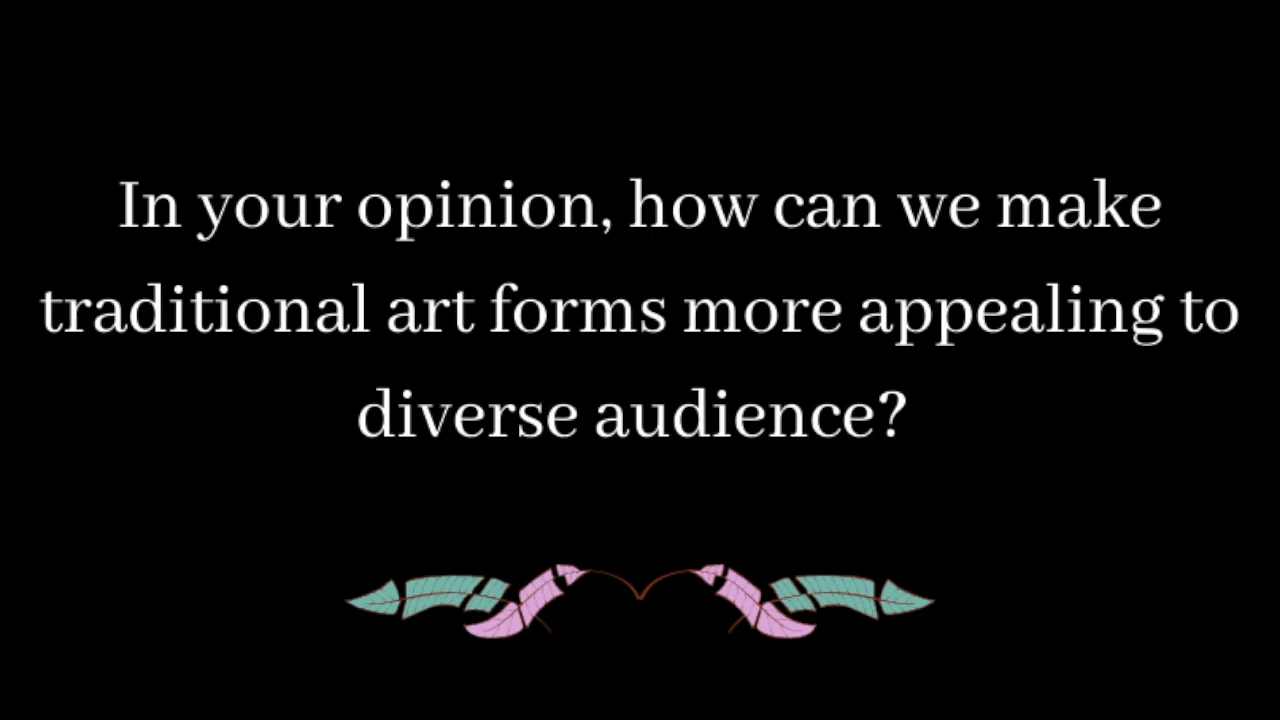 In your opinion, how can we make
traditional art forms more appealing to
diverse audience?